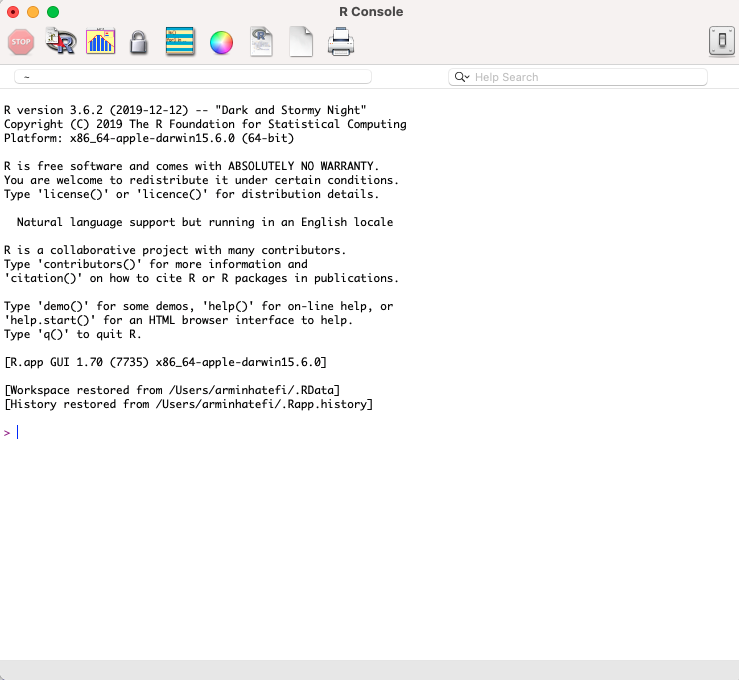 R Console
STOP
~
Help Search
R version 3.6.2 (2019-12-12) -- "Dark and Stormy Night"
Copyright (C) 2019 The R Foundation for Statistical Computing
Platform: x86_64-apple-darwin15.6.0 (64-bit)
R is free software and comes with ABSOLUTELY NO WARRANTY.
You are welcome to redistribute it under certain conditions.
Type 'license()' or 'licence()' for distribution details.
Natural language support but running in an English locale
R is a collaborative project with many contributors.
Type 'contributors()' for more information and
'citation()' on how to cite R or R packages in publications.
Type 'demo()' for some demos, 'help()' for on-line help, or
'help.start()' for an HTML browser interface to help.
Type 'q()' to quit R.
[R.app GUI 1.70 (7735) x86_64-apple-darwin15.6.0]
[Workspace restored from /Users/arminhatefi/.RData]
[History restored from /Users/arminhatefi/.Rapp.history]
>